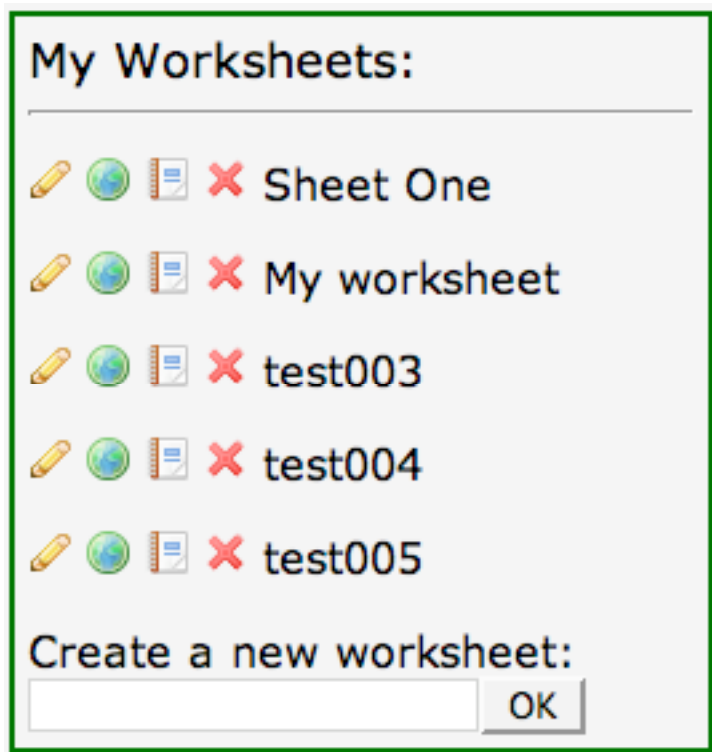 My Worksheets:
Sheet One
My worksheet
test003
test004
test005
Create a new worksheet:
OK